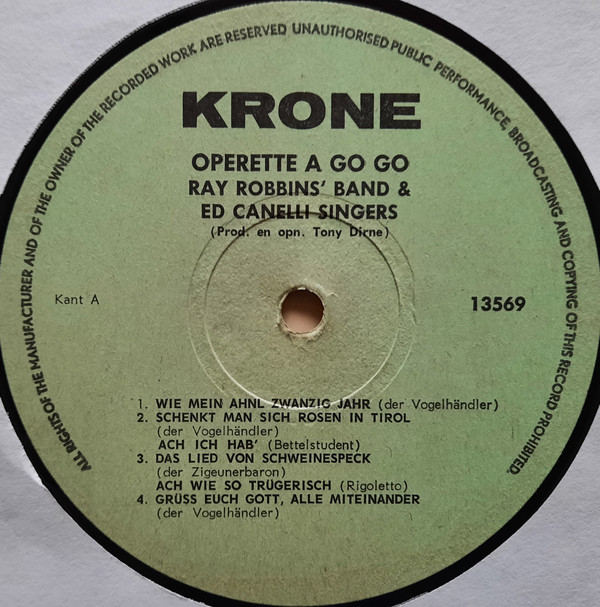 ALL RIGHTS OF THE MANUFACTURER AND OF THE OWNER OF THE RECORDED WORK ARE RESERVED UNAUTHORISED PUBLIC PERFORMANCE, BROADCASTING AND COPYING OF THIS RECORD PROHIBITED.
KRONE
OPERETTE A GO GO
RAY ROBBINS' BAND &
ED CANELLI SINGERS
(Prod. en opn. Tony Dirne)
Kant A
13569
1. WIE MEIN AHNL ZWANZIG JAHR (der Vogelhändler)
2. SCHENKT MAN SICH ROSEN IN TIROL
(der Vogelhändler)
ACH ICH HAB' (Bettelstudent)
3. DAS LIED VON SCHWEINESPECK
(der Zigeunerbaron)
ACH WIE SO TRÜGERISCH (Rigoletto)
4. GRÜSS EUCH GOTT, ALLE MITEINANDER
(der Vogelhändler)